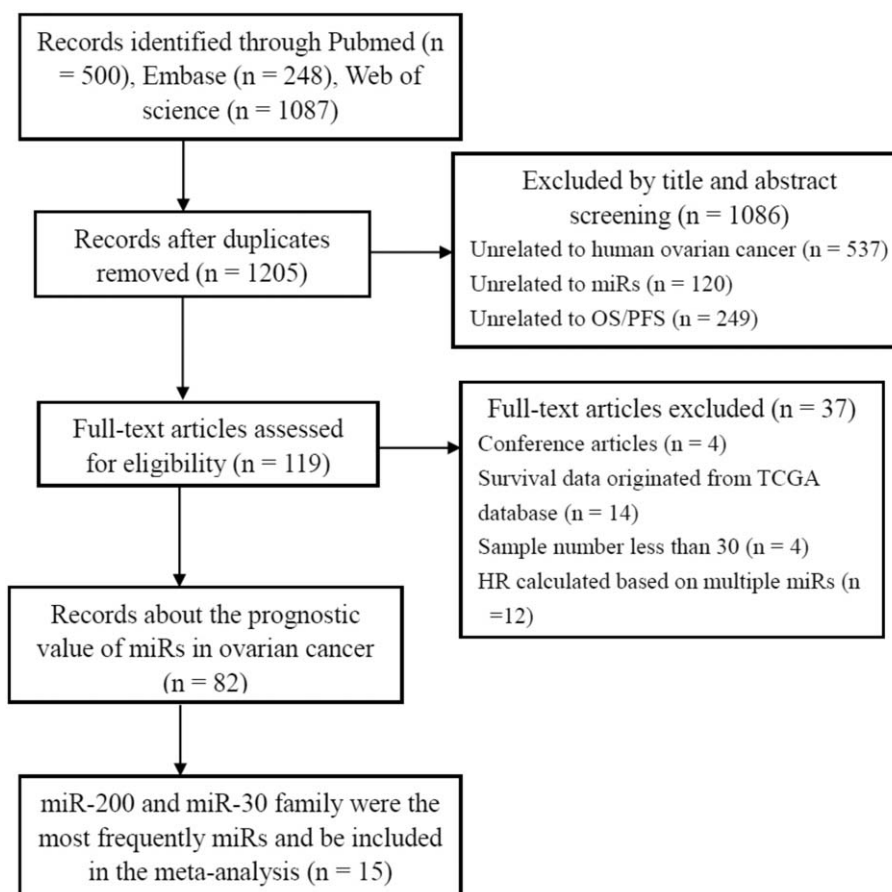 Records identified through Pubmed (n
= 500), Embase (n = 248), Web of
science (n = 1087)
Excluded by title and abstract
screening (n = 1086)
Unrelated to human ovarian cancer (n = 537)
Unrelated to miRs (n = 120)
Unrelated to OS/PFS (n = 249)
Records after duplicates
removed (n = 1205)
Full-text articles assessed
for eligibility (n = 119)
Full-text articles excluded (n = 37)
Conference articles (n = 4)
Survival data originated from TCGA
database (n = 14)
Sample number less than 30 (n = 4)
HR calculated based on multiple miRs (n
=12)
Records about the prognostic
value of miRs in ovarian cancer
(n = 82)
miR-200 and miR-30 family were the
most frequently miRs and be included
in the meta-analysis (n = 15)